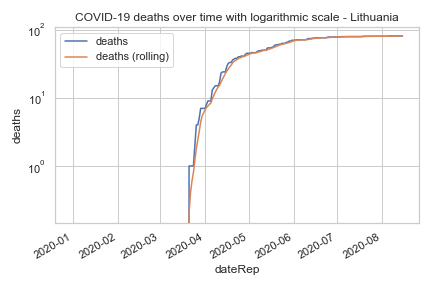 COVID-19 deaths over time with logarithmic scale - Lithuania
10²
deaths
deaths (rolling)
10¹
10⁰
deaths
2020-01
2020-02
2020-03
2020-04
2020-05
2020-06
2020-07
2020-08
dateRep